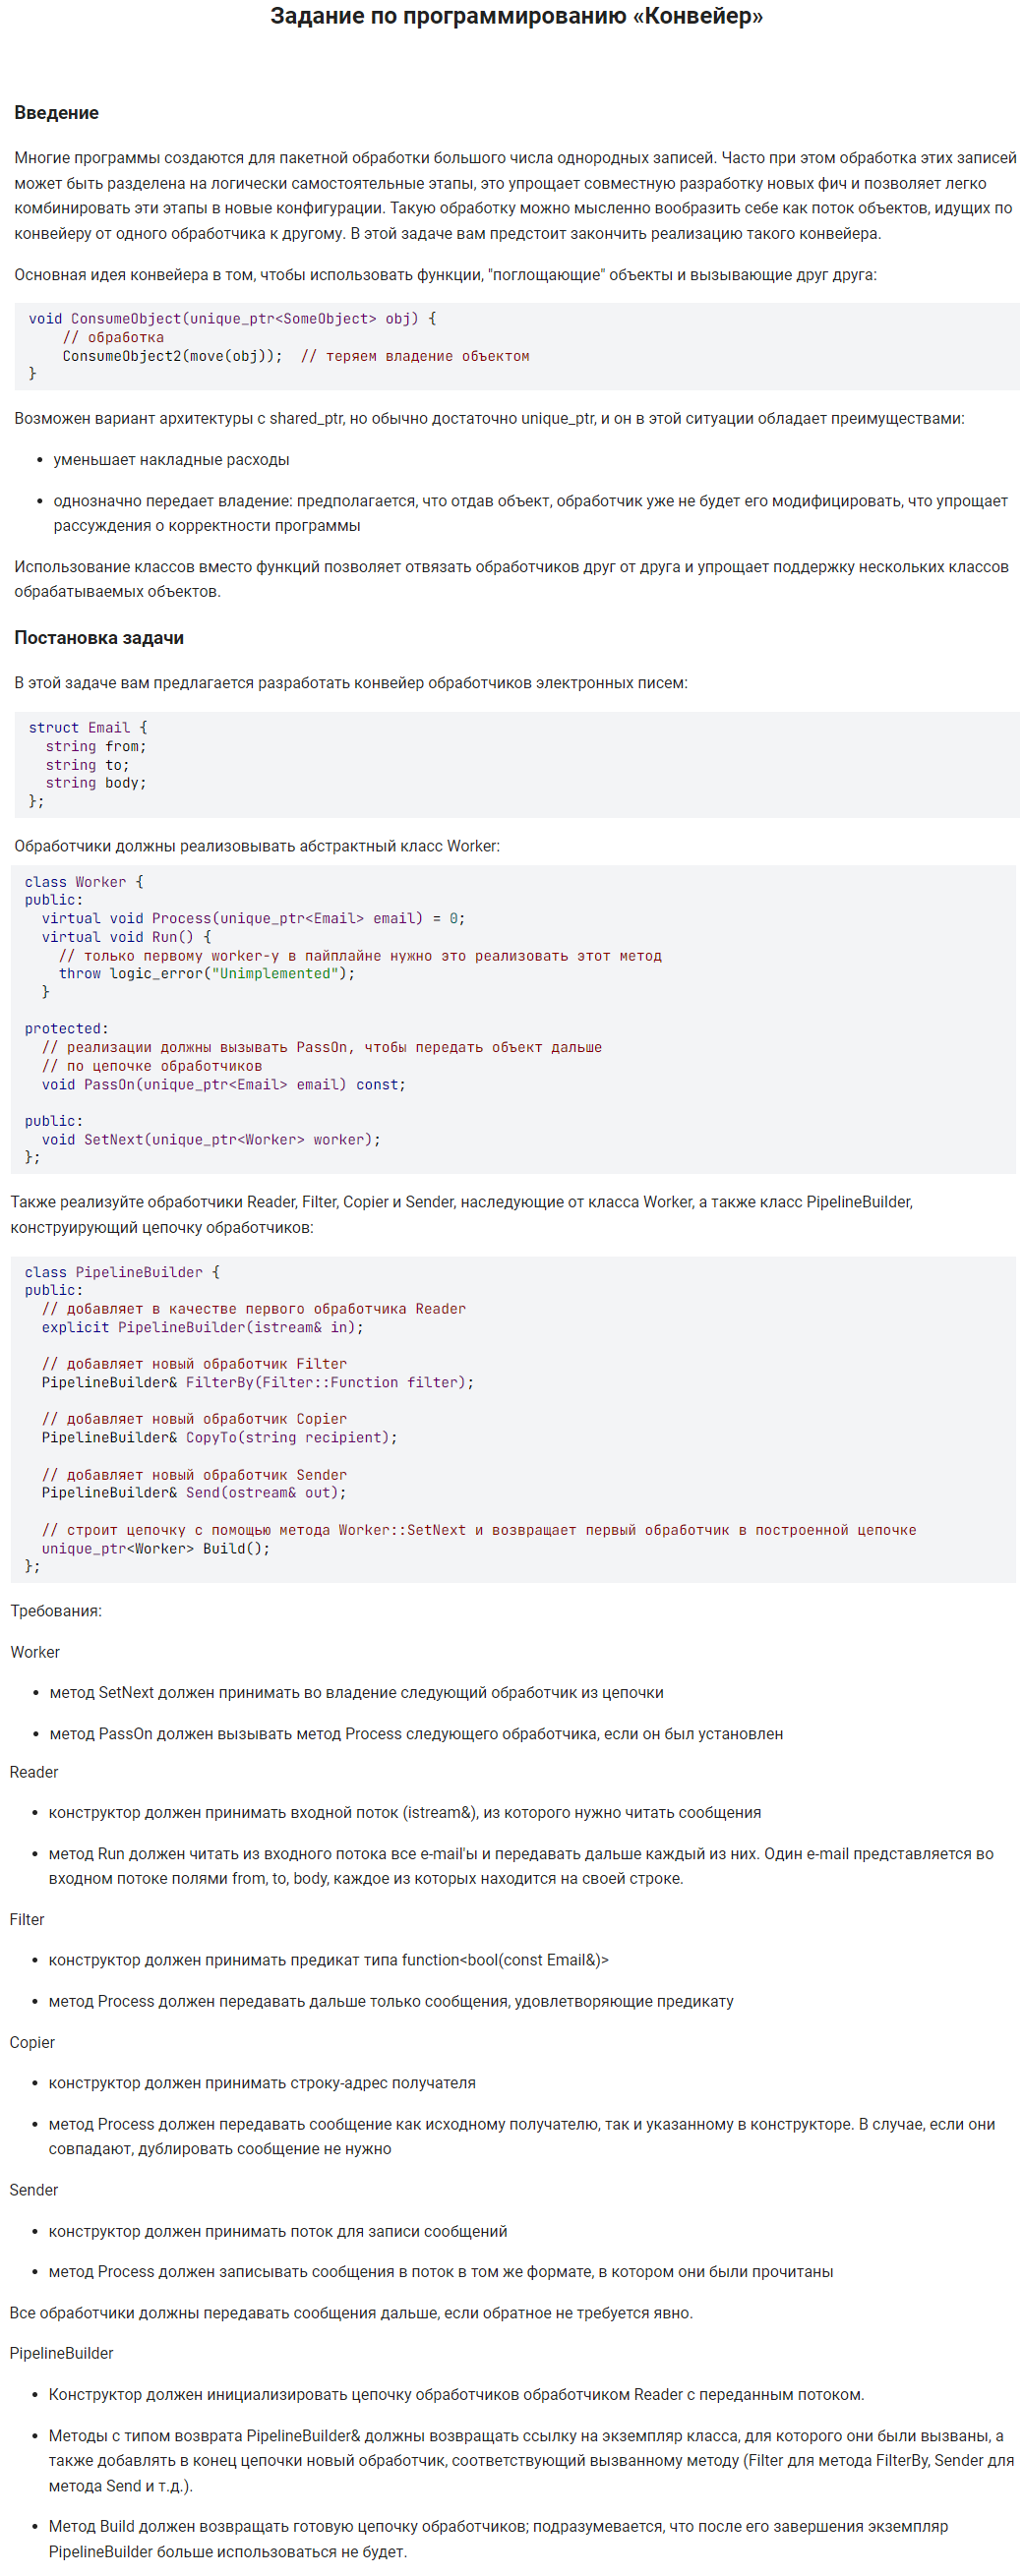 Задание по программированию «Конвейер»
Введение
Многие программы создаются для пакетной обработки большого числа однородных записей. Часто при этом обработка этих записей
может быть разделена на логически самостоятельные этапы, это упрощает совместную разработку новых фич и позволяет легко
комбинировать эти этапы в новые конфигурации. Такую обработку можно мысленно вообразить себе как поток объектов, идущих по
конвейеру от одного обработчика к другому. В этой задаче вам предстоит закончить реализацию такого конвейера.
Основная идея конвейера в том, чтобы использовать функции, "поглощающие" объекты и вызывающие друг друга:
void ConsumeObject(unique_ptr<SomeObject> obj) {
    // обработка
    ConsumeObject2(move(obj));  // теряем владение объектом
}
Возможен вариант архитектуры с shared_ptr, но обычно достаточно unique_ptr, и он в этой ситуации обладает преимуществами:
• уменьшает накладные расходы
• однозначно передает владение: предполагается, что отдав объект, обработчик уже не будет его модифицировать, что упрощает
рассуждения о корректности программы
Использование классов вместо функций позволяет отвязать обработчиков друг от друга и упрощает поддержку нескольких классов
обрабатываемых объектов.
Постановка задачи
В этой задаче вам предлагается разработать конвейер обработчиков электронных писем:
struct Email {
  string from;
  string to;
  string body;
};
Обработчики должны реализовывать абстрактный класс Worker:
class Worker {
public:
  virtual void Process(unique_ptr<Email> email) = 0;
  virtual void Run() {
    // только первому worker-у в пайплайне нужно это реализовать этот метод
    throw logic_error("Unimplemented");
  }
protected:
  // реализации должны вызывать PassOn, чтобы передать объект дальше
  // по цепочке обработчиков
  void PassOn(unique_ptr<Email> email) const;
public:
  void SetNext(unique_ptr<Worker> worker);
};
Также реализуйте обработчики Reader, Filter, Copier и Sender, наследующие от класса Worker, а также класс PipelineBuilder,
конструирующий цепочку обработчиков:
class PipelineBuilder {
public:
  // добавляет в качестве первого обработчика Reader
  explicit PipelineBuilder(istream& in);
  // добавляет новый обработчик Filter
  PipelineBuilder& FilterBy(Filter::Function filter);
  // добавляет новый обработчик Copier
  PipelineBuilder& CopyTo(string recipient);
  // добавляет новый обработчик Sender
  PipelineBuilder& Send(ostream& out);
  // строит цепочку с помощью метода Worker::SetNext и возвращает первый обработчик в построенной цепочке
  unique_ptr<Worker> Build();
};
Требования:
Worker
• метод SetNext должен принимать во владение следующий обработчик из цепочки
• метод PassOn должен вызывать метод Process следующего обработчика, если он был установлен
Reader
• конструктор должен принимать входной поток (istream&), из которого нужно читать сообщения
• метод Run должен читать из входного потока все e-mail'ы и передавать дальше каждый из них. Один e-mail представляется во
входном потоке полями from, to, body, каждое из которых находится на своей строке.
Filter
• конструктор должен принимать предикат типа function<bool(const Email&)>
• метод Process должен передавать дальше только сообщения, удовлетворяющие предикату
Copier
• конструктор должен принимать строку-адрес получателя
• метод Process должен передавать сообщение как исходному получателю, так и указанному в конструкторе. В случае, если они
совпадают, дублировать сообщение не нужно
Sender
• конструктор должен принимать поток для записи сообщений
• метод Process должен записывать сообщения в поток в том же формате, в котором они были прочитаны
Все обработчики должны передавать сообщения дальше, если обратное не требуется явно.
PipelineBuilder
• Конструктор должен инициализировать цепочку обработчиков обработчиком Reader с переданным потоком.
• Методы с типом возврата PipelineBuilder& должны возвращать ссылку на экземпляр класса, для которого они были вызваны, а
также добавлять в конец цепочки новый обработчик, соответствующий вызванному методу (Filter для метода FilterBy, Sender для
метода Send и т.д.).
• Метод Build должен возвращать готовую цепочку обработчиков; подразумевается, что после его завершения экземпляр
PipelineBuilder больше использоваться не будет.